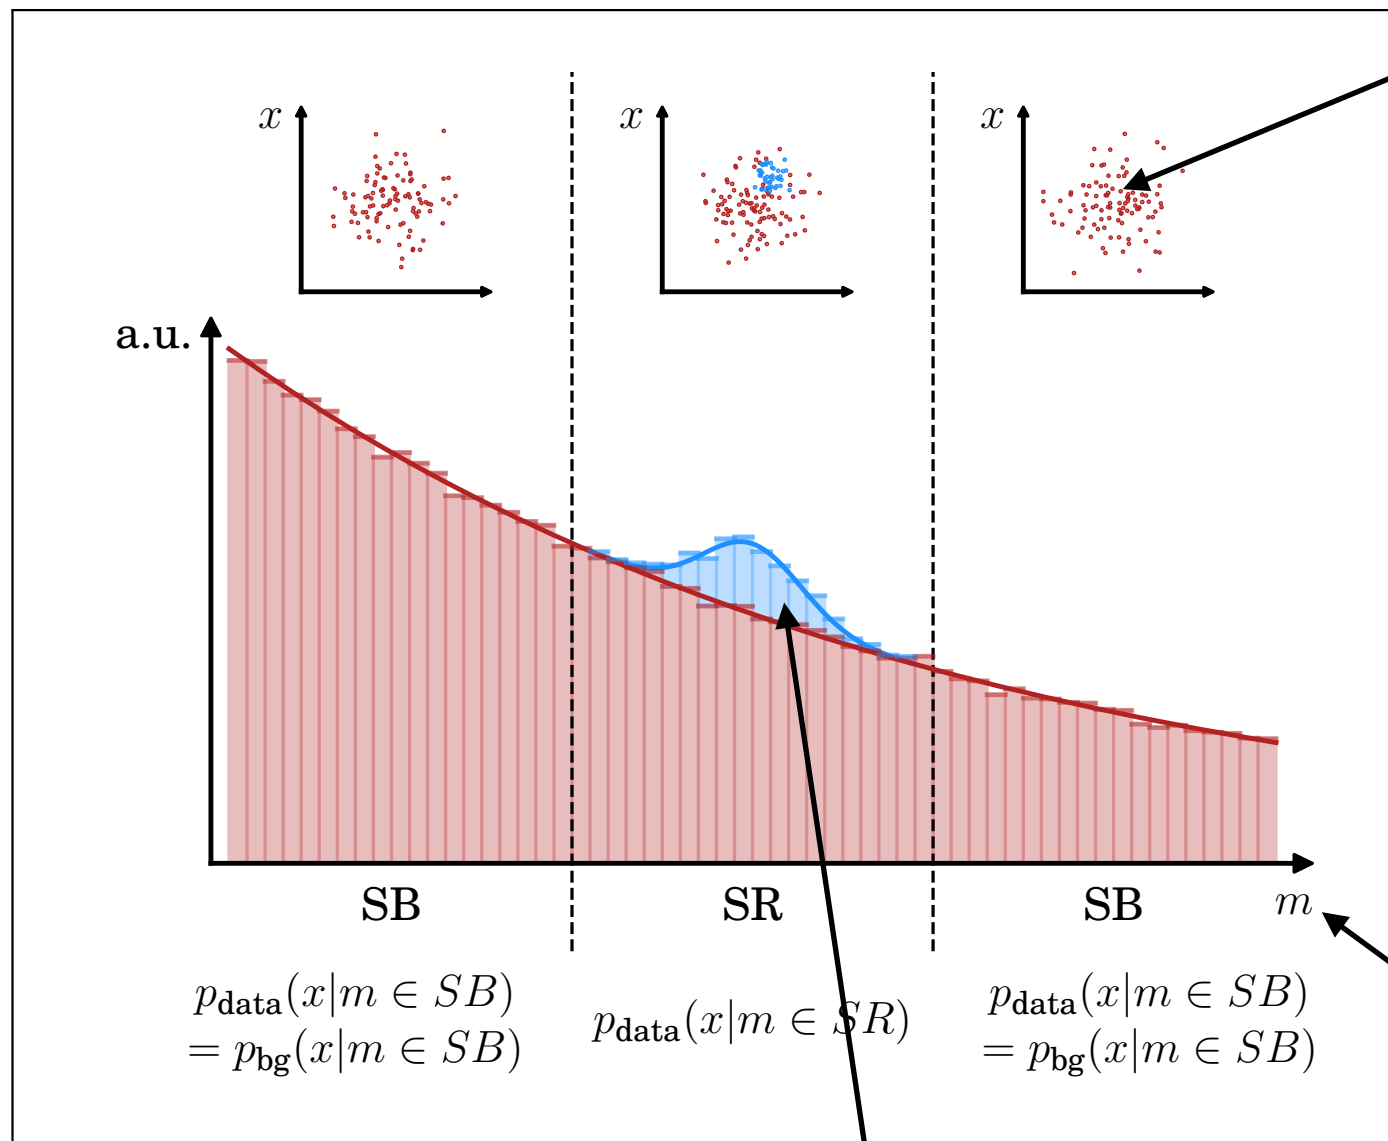 x
x
x
a.u.
SB
SR
SB
m
p_data(x|m ∈ SB)
= p_bg(x|m ∈ SB)
p_data(x|m ∈ SR)
p_data(x|m ∈ SB)
= p_bg(x|m ∈ SB)